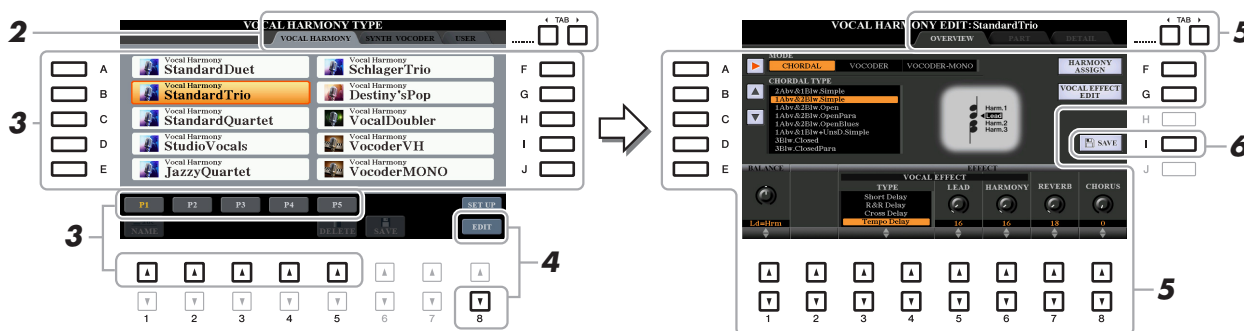 VOCAL HARMONY TYPE
VOCAL HARMONY SYNTH VOCODER USER
TAB
2
3
A
B
C
D
E
Vocal Harmony
StandardDuet
Vocal Harmony
StandardTrio
Vocal Harmony
StandardQuartet
Vocal Harmony
StudioVocals
Vocal Harmony
JazzyQuartet
Vocal Harmony
SchlagerTrio
Vocal Harmony
Destiny'sPop
Vocal Harmony
VocalDoubler
Vocal Harmony
VocoderVH
Vocal Harmony
VocoderMONO
F
G
H
I
J
P1 P2 P3 P4 P5 SET UP
NAME DELETE SAVE EDIT
3
4
1 2 3 4 5 6 7 8
VOCAL HARMONY EDIT:StandardTrio
OVERVIEW PART DETAIL
TAB
5
A
B
C
D
E
MODE
CHORDAL VOCODER VOCODER-MONO
CHORDAL TYPE
2Abv&1Blw.Simple
1Abv&2Blw.Simple
1Abv&2Blw.Open
1Abv&2Blw.OpenPara
1Abv&2Blw.OpenBlues
1Abv&1Blw+UnsD.Simple
3Blw.Closed
3Blw.ClosedPara
Harm.1
Lead
Harm.2
Harm.3
HARMONY
ASSIGN
VOCAL EFFECT
EDIT
SAVE
F
G
H
I
J
6
BALANCE EFFECT
VOCAL EFFECT
TYPE LEAD HARMONY REVERB CHORUS
Short Delay
R&R Delay
Cross Delay
Tempo Delay
Ld=Hrm 16 16 18 0
5
1 2 3 4 5 6 7 8